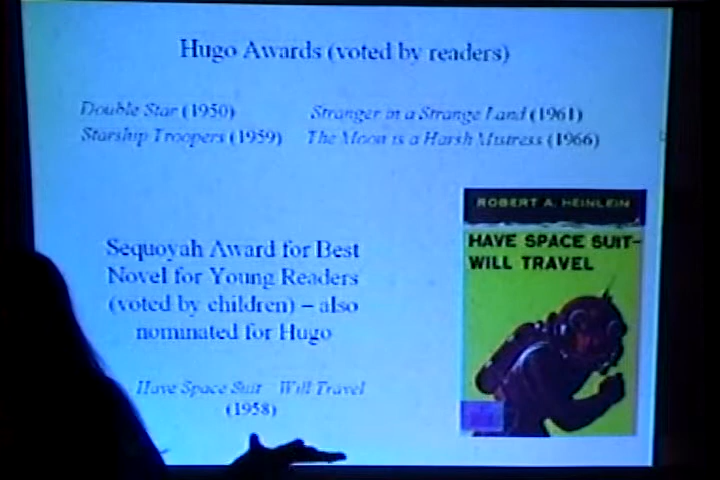 Hugo Awards (voted by readers)
Double Star (1950) Stranger in a Strange Land (1961)
Starship Troopers (1959) The Moon is a Harsh Mistress (1966)
Sequoyah Award for Best
Novel for Young Readers
(voted by children) – also
nominated for Hugo
Have Space Suit Will Travel
(1958)
ROBERT A. HEINLEIN
HAVE SPACE SUIT–
WILL TRAVEL